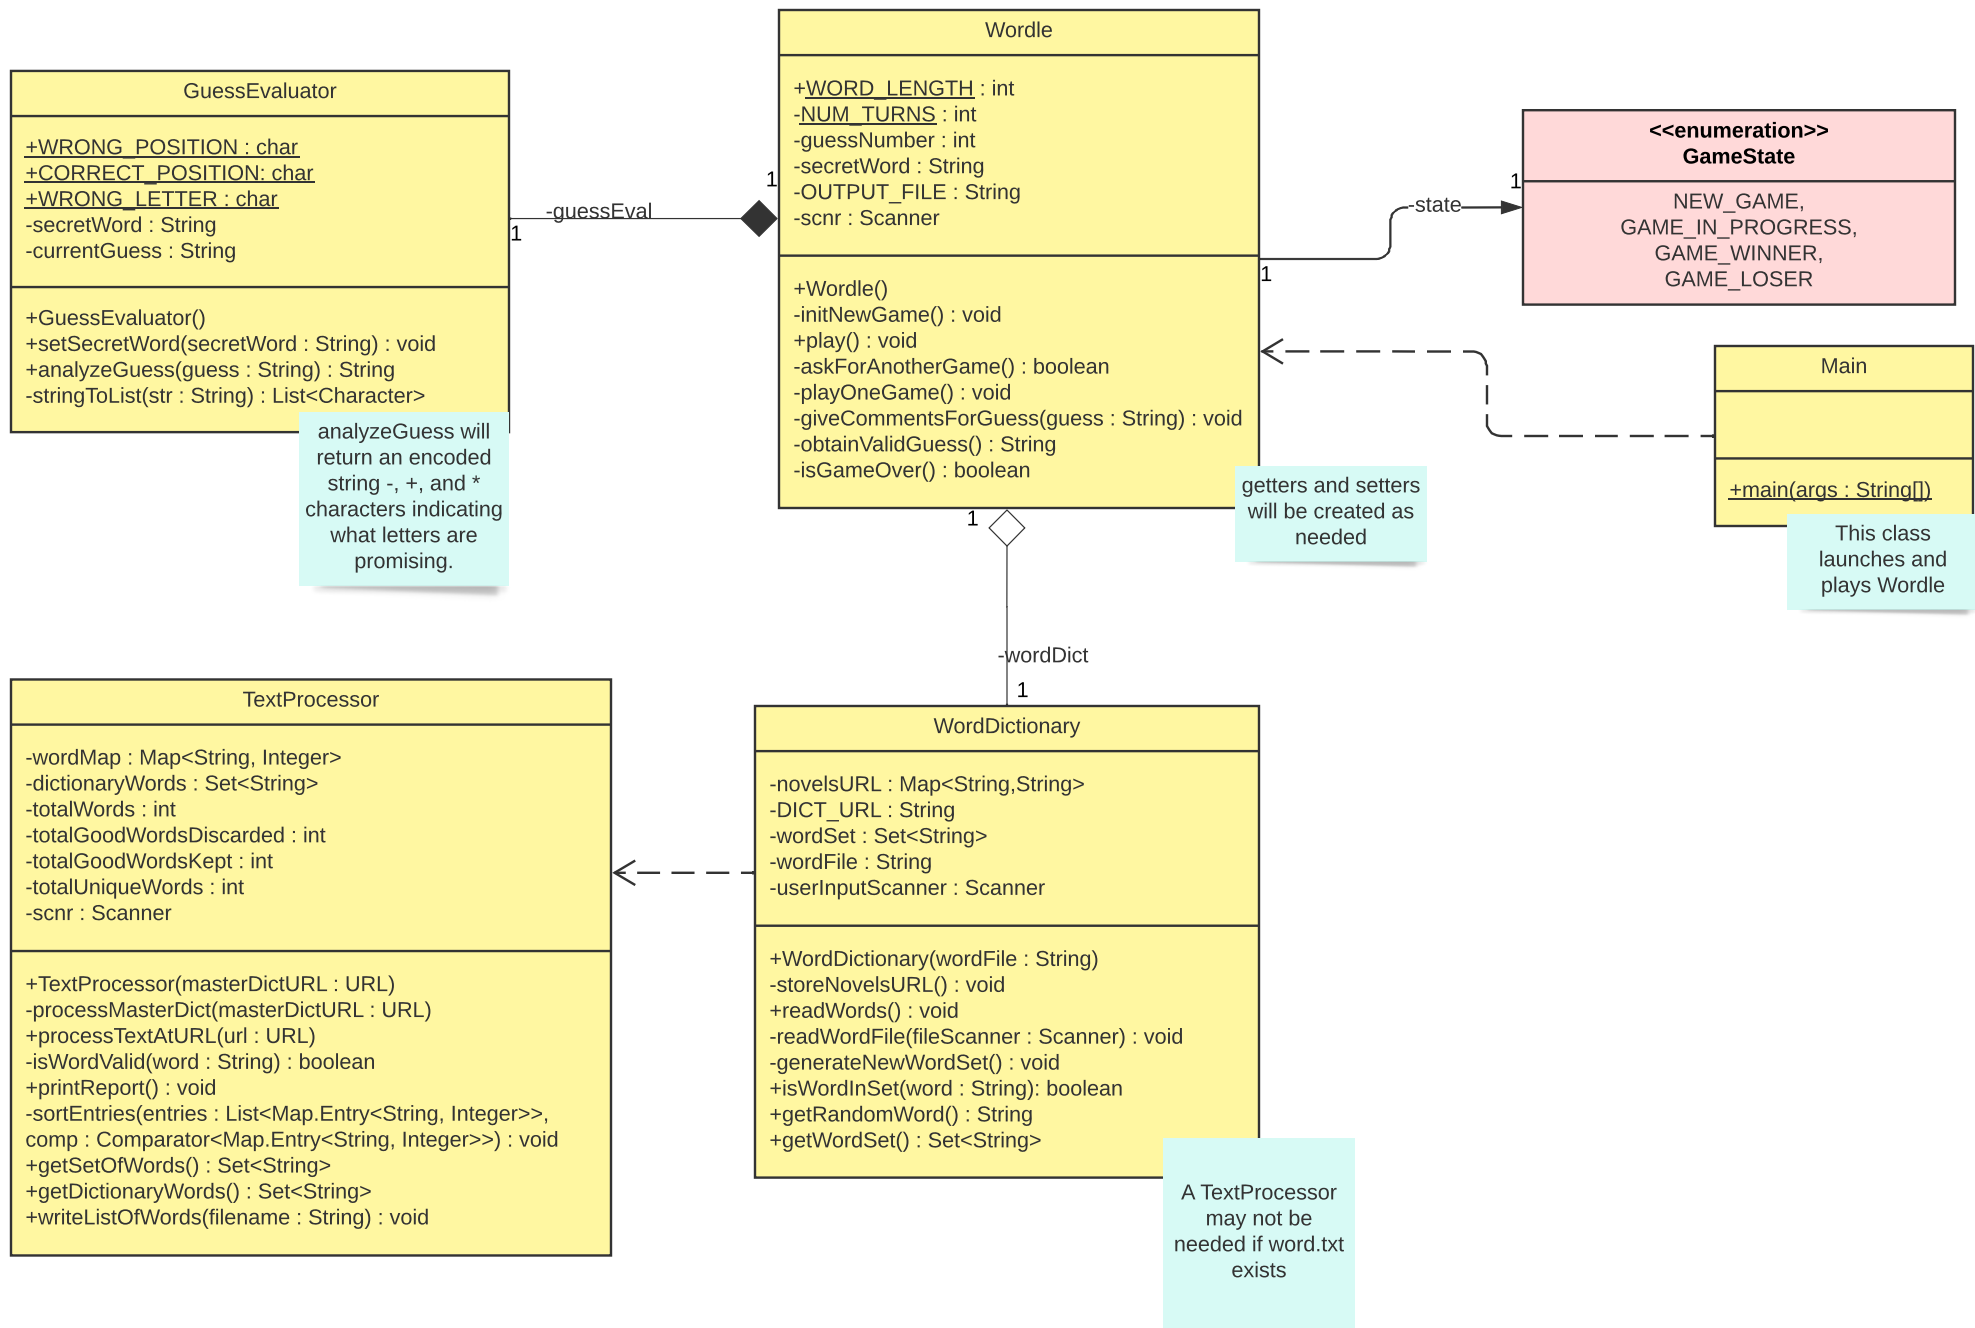 GuessEvaluator
+WRONG_POSITION : char
+CORRECT_POSITION: char
+WRONG_LETTER : char
-secretWord : String
-currentGuess : String
+GuessEvaluator()
+setSecretWord(secretWord : String) : void
+analyzeGuess(guess : String) : String
-stringToList(str : String) : List<Character>
analyzeGuess will
return an encoded
string -, +, and *
characters indicating
what letters are
promising.
1
-guessEval
1
Wordle
+WORD_LENGTH : int
-NUM_TURNS : int
-guessNumber : int
-secretWord : String
-OUTPUT_FILE : String
-scnr : Scanner
+Wordle()
-initNewGame() : void
+play() : void
-askForAnotherGame() : boolean
-playOneGame() : void
-giveCommentsForGuess(guess : String) : void
-obtainValidGuess() : String
-isGameOver() : boolean
getters and setters
will be created as
needed
1
-state
1
<<enumeration>>
GameState
NEW_GAME,
GAME_IN_PROGRESS,
GAME_WINNER,
GAME_LOSER
Main
+main(args : String[])
This class
launches and
plays Wordle
1
-wordDict
1
TextProcessor
-wordMap : Map<String, Integer>
-dictionaryWords : Set<String>
-totalWords : int
-totalGoodWordsDiscarded : int
-totalGoodWordsKept : int
-totalUniqueWords : int
-scnr : Scanner
+TextProcessor(masterDictURL : URL)
-processMasterDict(masterDictURL : URL)
+processTextAtURL(url : URL)
-isWordValid(word : String) : boolean
+printReport() : void
-sortEntries(entries : List<Map.Entry<String, Integer>>,
comp : Comparator<Map.Entry<String, Integer>>) : void
+getSetOfWords() : Set<String>
+getDictionaryWords() : Set<String>
+writeListOfWords(filename : String) : void
WordDictionary
-novelsURL : Map<String,String>
-DICT_URL : String
-wordSet : Set<String>
-wordFile : String
-userInputScanner : Scanner
+WordDictionary(wordFile : String)
-storeNovelsURL() : void
+readWords() : void
-readWordFile(fileScanner : Scanner) : void
-generateNewWordSet() : void
+isWordInSet(word : String): boolean
+getRandomWord() : String
+getWordSet() : Set<String>
A TextProcessor
may not be
needed if word.txt
exists